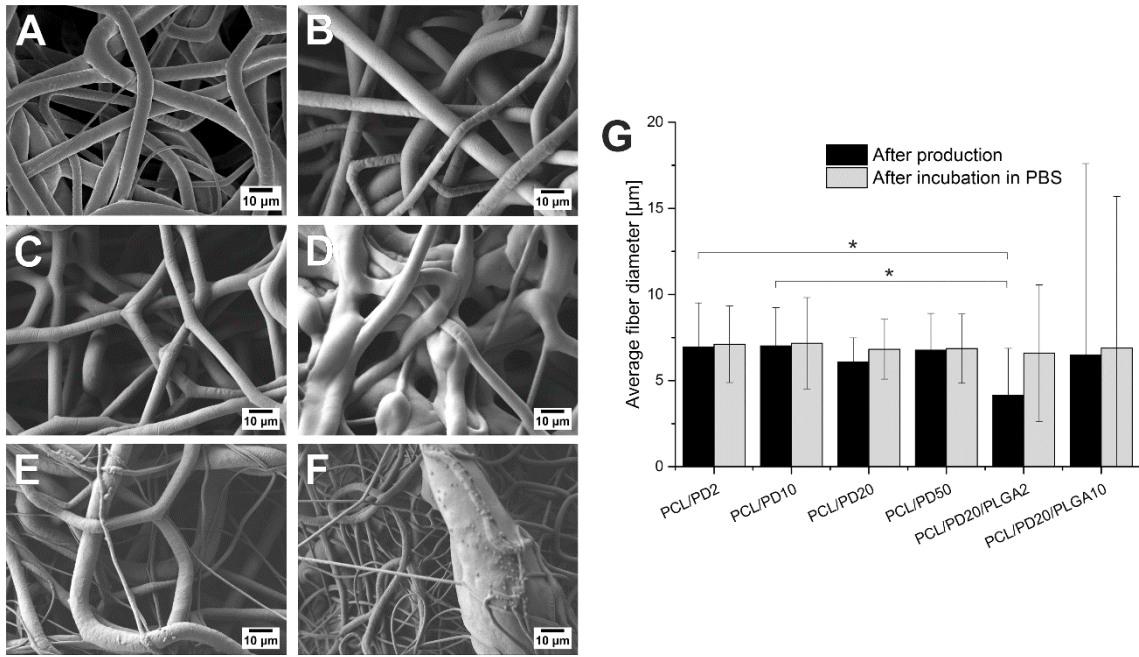 A
10 µm
B
10 µm
C
10 µm
D
10 µm
E
10 µm
F
10 µm
G
20
15
10
5
0
Average fiber diameter [µm]
After production
After incubation in PBS
*
*
PCL/PD2
PCL/PD10
PCL/PD20
PCL/PD50
PCL/PD20/PLGA2
PCL/PD20/PLGA10